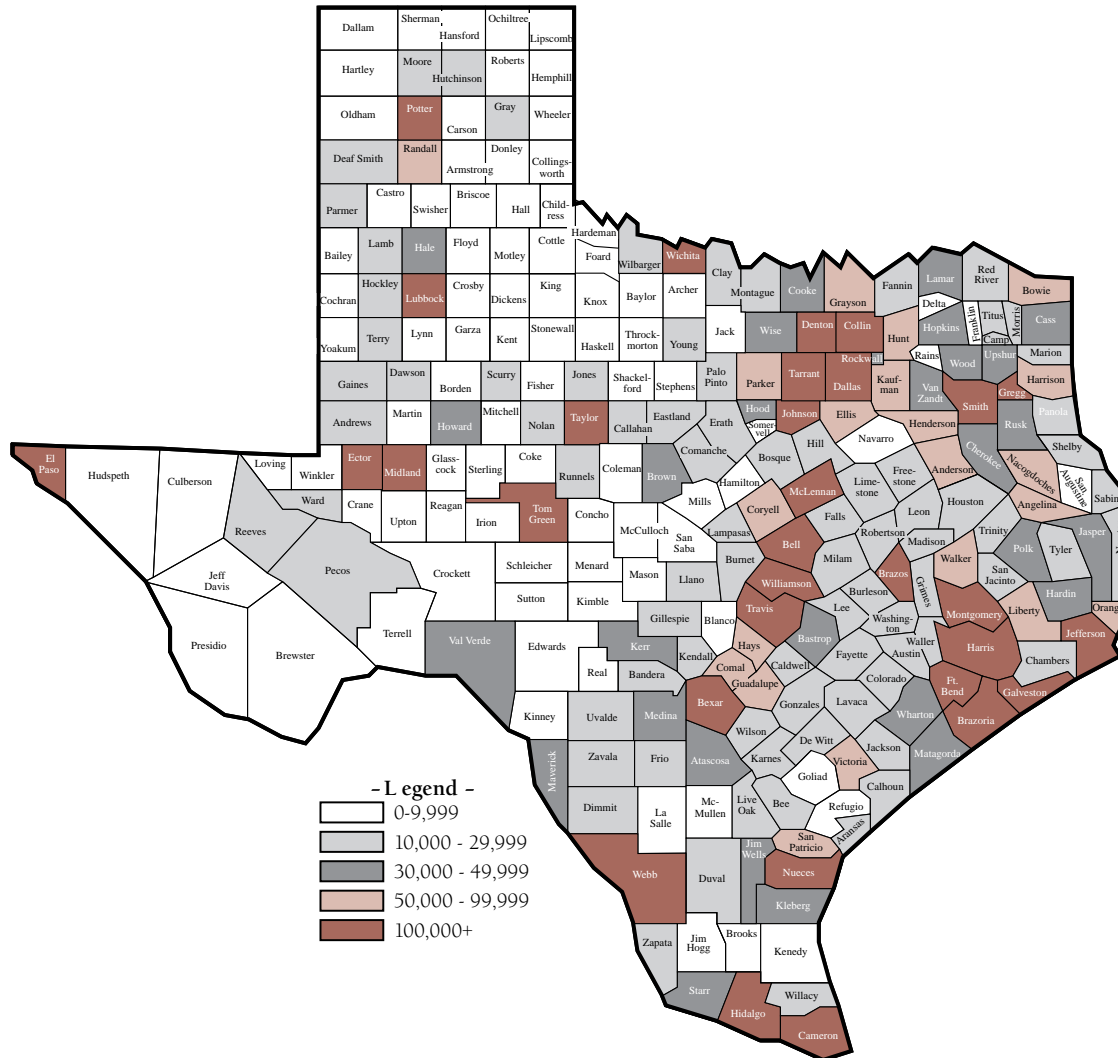 Dallam
Sherman
Hansford
Ochiltree
Lipscomb
Hartley
Moore
Hutchinson
Roberts
Hemphill
Oldham
Potter
Carson
Gray
Wheeler
Deaf Smith
Randall
Armstrong
Donley
Collings-
worth
Parmer
Castro
Swisher
Briscoe
Hall
Child-
ress
Bailey
Lamb
Hale
Floyd
Motley
Cottle
Hardeman
Foard
Wilbarger
Wichita
Clay
Montague
Cooke
Grayson
Fannin
Lamar
Red
River
Bowie
Cochran
Hockley
Lubbock
Crosby
Dickens
King
Knox
Baylor
Archer
Jack
Wise
Denton
Collin
Hunt
Delta
Hopkins
Franklin
Titus
Camp
Morris
Cass
Yoakum
Terry
Lynn
Garza
Kent
Stonewall
Haskell
Throck-
morton
Young
Palo
Pinto
Parker
Tarrant
Dallas
Rockwall
Kauf-
man
Rains
Van
Zandt
Wood
Upshur
Marion
Harrison
Gregg
Smith
Gaines
Dawson
Borden
Scurry
Fisher
Jones
Shackel-
ford
Stephens
Hood
Somer-
vell
Johnson
Ellis
Henderson
Navarro
Rusk
Panola
Andrews
Martin
Howard
Mitchell
Nolan
Taylor
Callahan
Eastland
Erath
Comanche
Bosque
Hill
Cherokee
Nacogdoches
Shelby
San
Augustine
Sabin
El
Paso
Hudspeth
Culberson
Loving
Winkler
Ector
Midland
Glass-
cock
Sterling
Coke
Runnels
Coleman
Brown
Hamilton
Mills
McLennan
Lime-
stone
Free-
stone
Anderson
Houston
Angelina
Reeves
Ward
Crane
Upton
Reagan
Irion
Tom
Green
Concho
McCulloch
San
Saba
Lampasas
Coryell
Bell
Falls
Robertson
Leon
Madison
Trinity
Polk
Tyler
Jasper
Jeff
Davis
Pecos
Crockett
Schleicher
Menard
Mason
Llano
Burnet
Williamson
Milam
Brazos
Grimes
Walker
San
Jacinto
Hardin
Liberty
Orang
Presidio
Brewster
Terrell
Sutton
Kimble
Gillespie
Blanco
Travis
Lee
Burleson
Washing-
ton
Montgomery
Jefferson
Val Verde
Edwards
Real
Kerr
Bandera
Kendall
Comal
Hays
Caldwell
Bastrop
Fayette
Austin
Waller
Harris
Chambers
Kinney
Uvalde
Medina
Bexar
Guadalupe
Gonzales
Lavaca
Colorado
Ft.
Bend
Galveston
Brazoria
Wharton
Matagorda
Maverick
Zavala
Frio
Atascosa
Wilson
Karnes
De Witt
Jackson
Victoria
Goliad
Calhoun
Dimmit
La
Salle
Mc-
Mullen
Live
Oak
Bee
Refugio
Aransas
San
Patricio
Webb
Duval
Jim
Wells
Nueces
Kleberg
Zapata
Jim
Hogg
Brooks
Kenedy
Starr
Hidalgo
Willacy
Cameron
- L egend -
0-9,999
10,000 - 29,999
30,000 - 49,999
50,000 - 99,999
100,000+